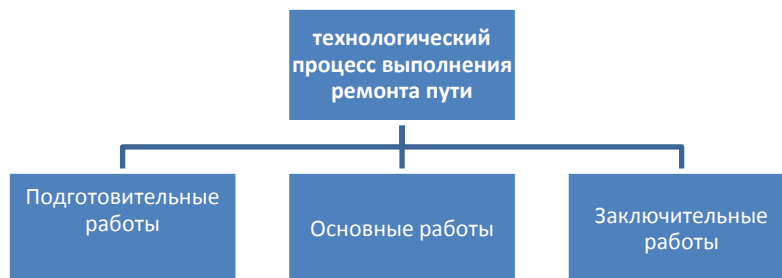 технологический
процесс выполнения
ремонта пути
Подготовительные
работы
Основные работы
Заключительные
работы